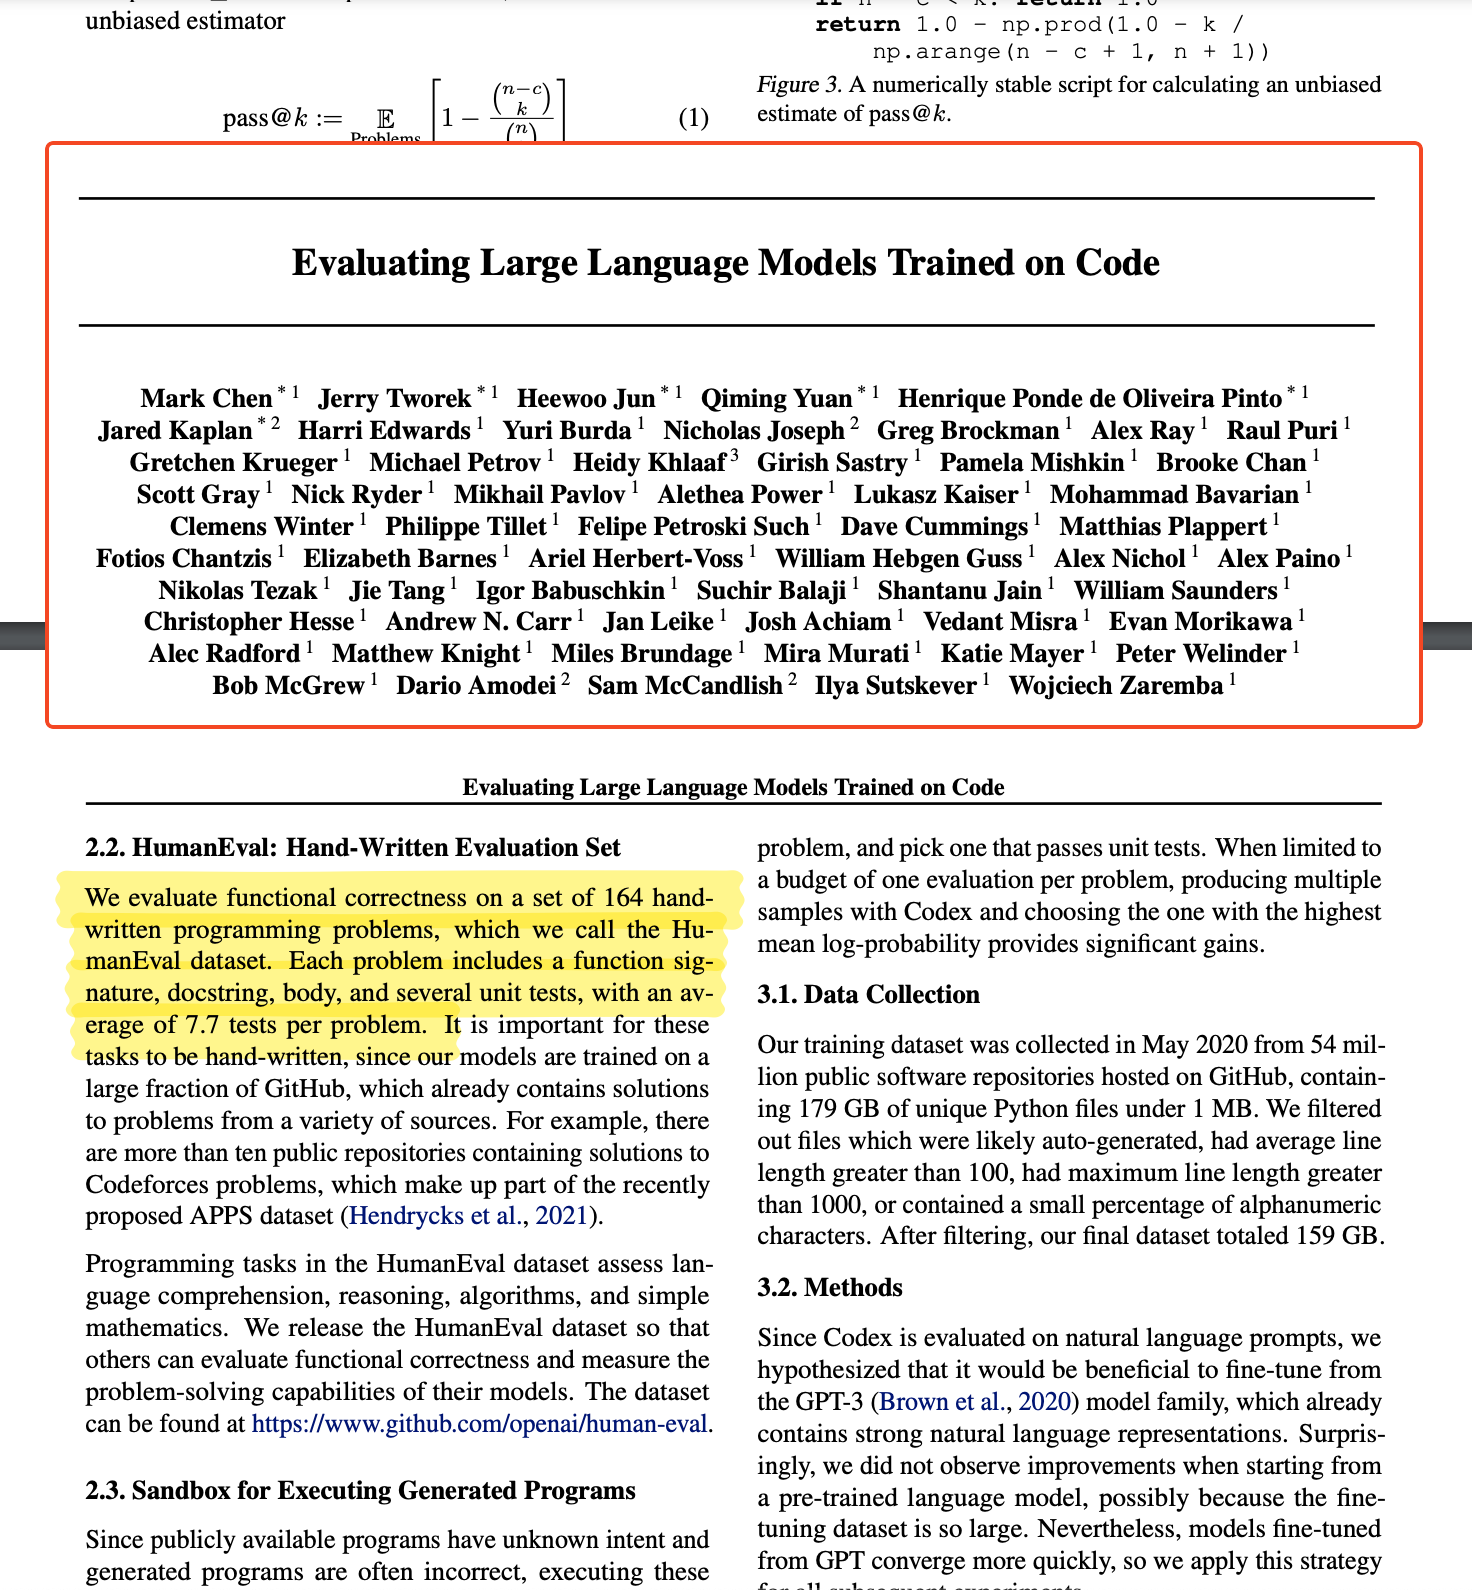 unbiased estimator
pass@k := E [1 − (n−c k) / (n)] (1)
Problems
return 1.0 - np.prod(1.0 - k /
np.arange(n - c + 1, n + 1))
Figure 3. A numerically stable script for calculating an unbiased
estimate of pass@k.
Evaluating Large Language Models Trained on Code
Mark Chen * 1 Jerry Tworek * 1 Heewoo Jun * 1 Qiming Yuan * 1 Henrique Ponde de Oliveira Pinto * 1
Jared Kaplan * 2 Harri Edwards 1 Yuri Burda 1 Nicholas Joseph 2 Greg Brockman 1 Alex Ray 1 Raul Puri 1
Gretchen Krueger 1 Michael Petrov 1 Heidy Khlaaf 3 Girish Sastry 1 Pamela Mishkin 1 Brooke Chan 1
Scott Gray 1 Nick Ryder 1 Mikhail Pavlov 1 Alethea Power 1 Lukasz Kaiser 1 Mohammad Bavarian 1
Clemens Winter 1 Philippe Tillet 1 Felipe Petroski Such 1 Dave Cummings 1 Matthias Plappert 1
Fotios Chantzis 1 Elizabeth Barnes 1 Ariel Herbert-Voss 1 William Hebgen Guss 1 Alex Nichol 1 Alex Paino 1
Nikolas Tezak 1 Jie Tang 1 Igor Babuschkin 1 Suchir Balaji 1 Shantanu Jain 1 William Saunders 1
Christopher Hesse 1 Andrew N. Carr 1 Jan Leike 1 Josh Achiam 1 Vedant Misra 1 Evan Morikawa 1
Alec Radford 1 Matthew Knight 1 Miles Brundage 1 Mira Murati 1 Katie Mayer 1 Peter Welinder 1
Bob McGrew 1 Dario Amodei 2 Sam McCandlish 2 Ilya Sutskever 1 Wojciech Zaremba 1
Evaluating Large Language Models Trained on Code
2.2. HumanEval: Hand-Written Evaluation Set
We evaluate functional correctness on a set of 164 hand-
written programming problems, which we call the Hu-
manEval dataset. Each problem includes a function sig-
nature, docstring, body, and several unit tests, with an av-
erage of 7.7 tests per problem. It is important for these
tasks to be hand-written, since our models are trained on a
large fraction of GitHub, which already contains solutions
to problems from a variety of sources. For example, there
are more than ten public repositories containing solutions to
Codeforces problems, which make up part of the recently
proposed APPS dataset (Hendrycks et al., 2021).
Programming tasks in the HumanEval dataset assess lan-
guage comprehension, reasoning, algorithms, and simple
mathematics. We release the HumanEval dataset so that
others can evaluate functional correctness and measure the
problem-solving capabilities of their models. The dataset
can be found at https://www.github.com/openai/human-eval.
2.3. Sandbox for Executing Generated Programs
Since publicly available programs have unknown intent and
generated programs are often incorrect, executing these
problem, and pick one that passes unit tests. When limited to
a budget of one evaluation per problem, producing multiple
samples with Codex and choosing the one with the highest
mean log-probability provides significant gains.
3.1. Data Collection
Our training dataset was collected in May 2020 from 54 mil-
lion public software repositories hosted on GitHub, contain-
ing 179 GB of unique Python files under 1 MB. We filtered
out files which were likely auto-generated, had average line
length greater than 100, had maximum line length greater
than 1000, or contained a small percentage of alphanumeric
characters. After filtering, our final dataset totaled 159 GB.
3.2. Methods
Since Codex is evaluated on natural language prompts, we
hypothesized that it would be beneficial to fine-tune from
the GPT-3 (Brown et al., 2020) model family, which already
contains strong natural language representations. Surpris-
ingly, we did not observe improvements when starting from
a pre-trained language model, possibly because the fine-
tuning dataset is so large. Nevertheless, models fine-tuned
from GPT converge more quickly, so we apply this strategy